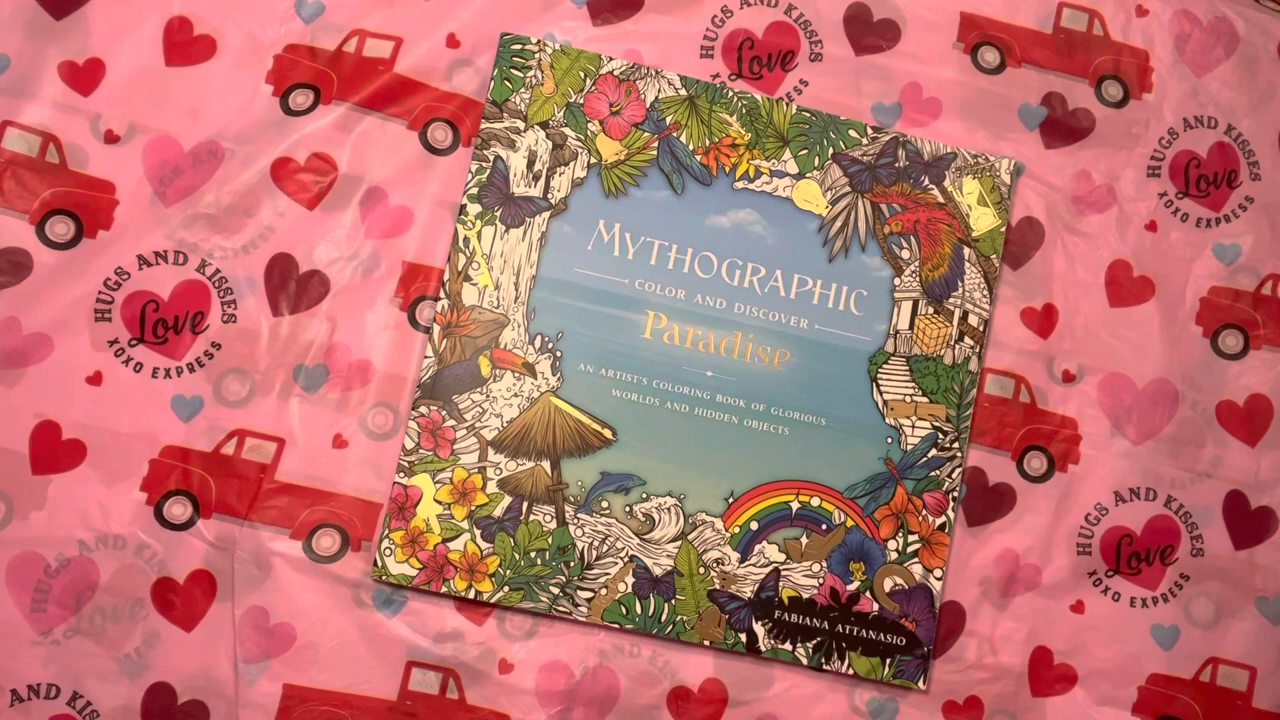 HUGS AND KISSES
Love
HUGS AND KISSES
Love
XOXO EXPRESS
HUGS AND KISSES
Love
XOXO EXPRESS
MYTHOGRAPHIC
COLOR AND DISCOVER
Paradise
AN ARTIST'S COLORING BOOK OF GLORIOUS
WORLDS AND HIDDEN OBJECTS
HUGS AND KISSES
Love
XOXO EXPRESS
FABIANA ATTANASIO
AND KIS